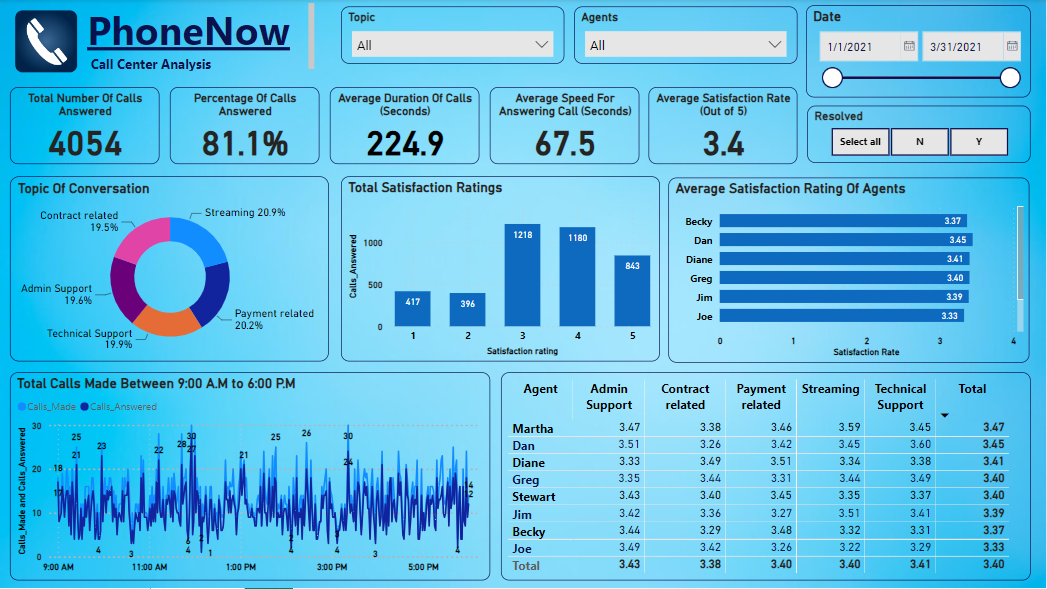 PhoneNow
Call Center Analysis
Topic
All
Agents
All
Date
1/1/2021
3/31/2021
Total Number Of Calls
Answered
4054
Percentage Of Calls
Answered
81.1%
Average Duration Of Calls
(Seconds)
224.9
Average Speed For
Answering Call (Seconds)
67.5
Average Satisfaction Rate
(Out of 5)
3.4
Resolved
Select all
N
Y
Topic Of Conversation
Contract related
19.5%
Streaming 20.9%
Admin Support
19.6%
Payment related
20.2%
Technical Support
19.9%
Total Satisfaction Ratings
Calls_Answered
1000
500
0
417
396
1218
1180
843
1 2 3 4 5
Satisfaction rating
Average Satisfaction Rating Of Agents
Becky 3.37
Dan 3.45
Diane 3.41
Greg 3.40
Jim 3.39
Joe 3.33
0 1 2 3 4
Satisfaction Rate
Total Calls Made Between 9:00 A.M to 6:00 P.M
Calls_Made Calls_Answered
Calls_Made and Calls_Answered
30
20
10
0
25 23 22 28 30 25 26 30
18 21 27 21 24 14
12
4 3 4 6 2 1 4 3 4 3 4
9:00 AM 11:00 AM 1:00 PM 3:00 PM 5:00 PM
Agent Admin Support Contract related Payment related Streaming Technical Support Total
Martha 3.47 3.38 3.46 3.59 3.45 3.47
Dan 3.51 3.26 3.42 3.45 3.60 3.45
Diane 3.33 3.49 3.51 3.34 3.38 3.41
Greg 3.35 3.44 3.31 3.44 3.49 3.40
Stewart 3.43 3.40 3.45 3.35 3.37 3.40
Jim 3.42 3.36 3.27 3.51 3.41 3.39
Becky 3.44 3.29 3.48 3.32 3.31 3.37
Joe 3.49 3.42 3.26 3.22 3.29 3.33
Total 3.43 3.38 3.40 3.40 3.41 3.40